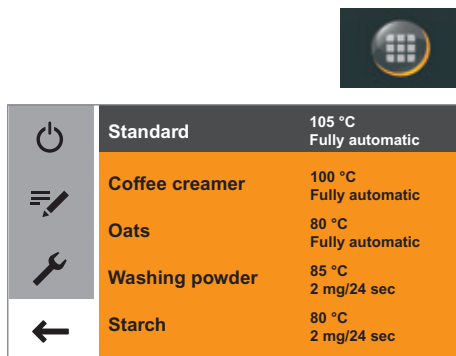 Standard 105 °C
Fully automatic
Coffee creamer 100 °C
Fully automatic
Oats 80 °C
Fully automatic
Washing powder 85 °C
2 mg/24 sec
Starch 80 °C
2 mg/24 sec